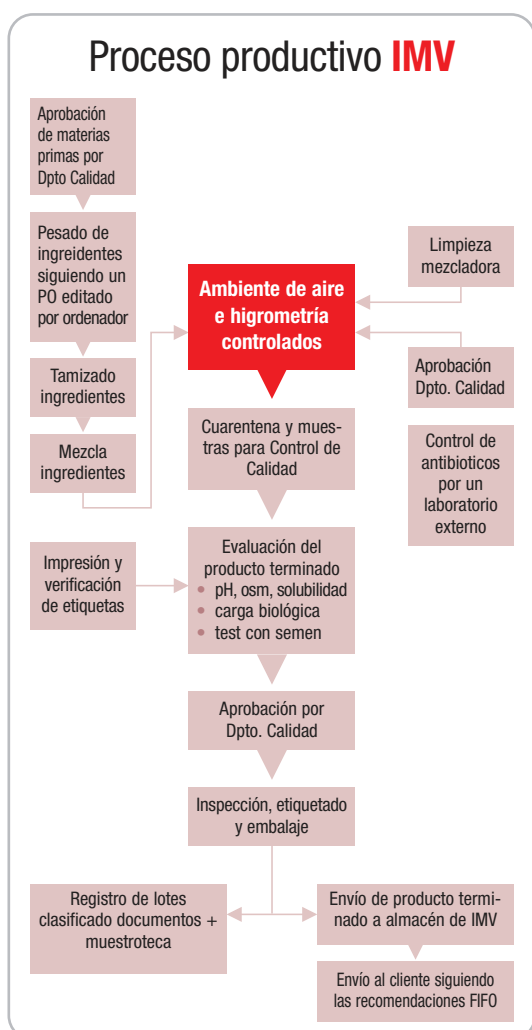 Proceso productivo IMV
Aprobación
de materias
primas por
Dpto Calidad
Pesado de
ingreidentes
siguiendo un
PO editado
por ordenador
Tamizado
ingredientes
Mezcla
ingredientes
Ambiente de aire
e higrometría
controlados
Limpieza
mezcladora
Aprobación
Dpto. Calidad
Control de
antibioticos
por un
laboratorio
externo
Cuarentena y mues-
tras para Control de
Calidad
Impresión y
verificación
de etiquetas
Evaluación del
producto terminado
• pH, osm, solubilidad
• carga biológica
• test con semen
Aprobación por
Dpto. Calidad
Inspección, etiquetado
y embalaje
Registro de lotes
clasificado documentos +
muestroteca
Envío de producto termi-
nado a almacén de IMV
Envío al cliente siguiendo
las recomendaciones FIFO